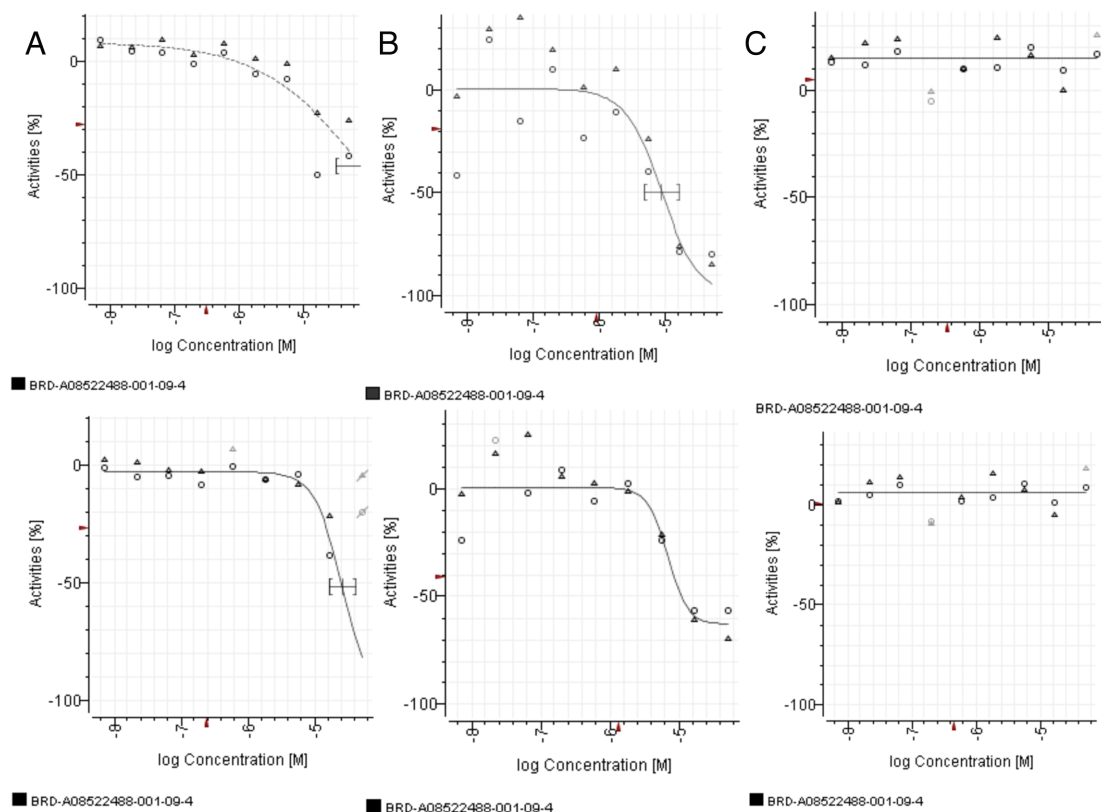 A
B
C
Activities [%]
0
-50
-100
-8
-7
-6
-5
log Concentration [M]
BRD-A08522488-001-09-4
Activities [%]
0
-50
-100
-8
-7
-6
-5
log Concentration [M]
BRD-A08522488-001-09-4
Activities [%]
0
-50
-100
-8
-7
-6
-5
log Concentration [M]
BRD-A08522488-001-09-4
Activities [%]
0
-50
-100
-8
-7
-6
-5
log Concentration [M]
BRD-A08522488-001-09-4
Activities [%]
0
-50
-100
-8
-7
-6
-5
log Concentration [M]
BRD-A08522488-001-09-4
Activities [%]
0
-50
-100
-8
-7
-6
-5
log Concentration [M]
BRD-A08522488-001-09-4